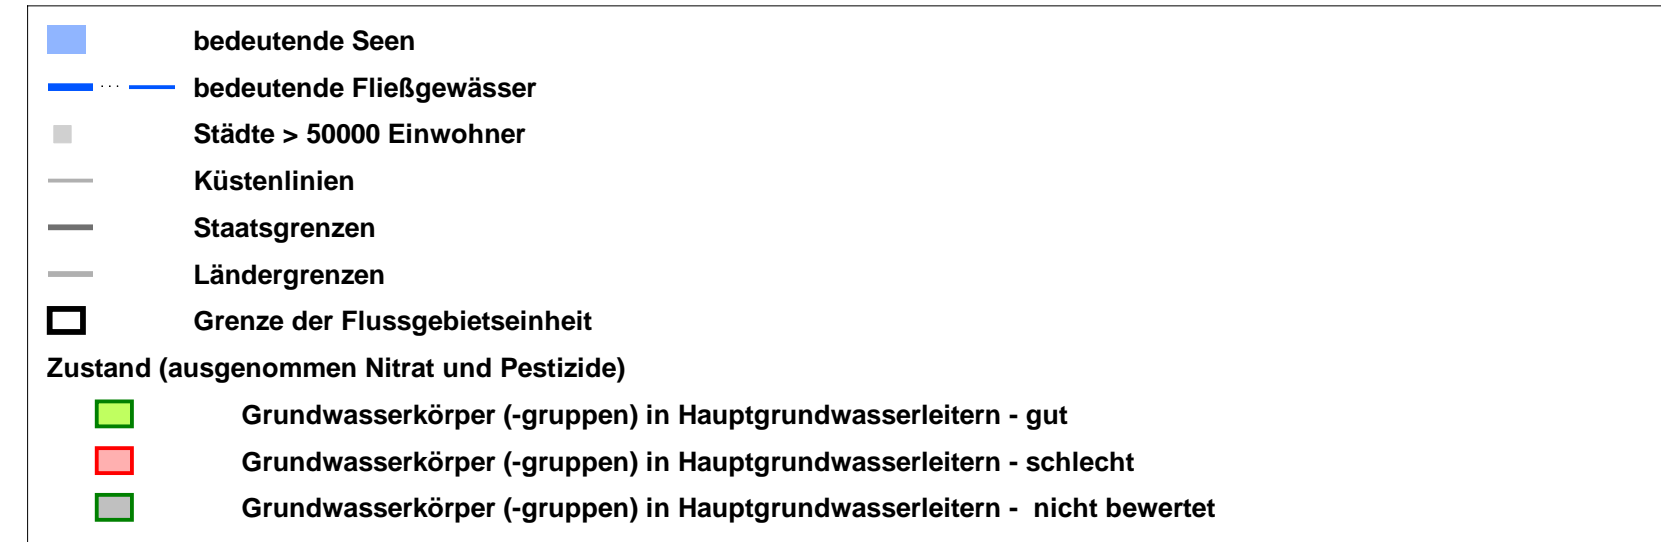 bedeutende Seen
bedeutende Fließgewässer
Städte > 50000 Einwohner
Küstenlinien
Staatsgrenzen
Ländergrenzen
Grenze der Flussgebietseinheit
Zustand (ausgenommen Nitrat und Pestizide)
Grundwasserkörper (-gruppen) in Hauptgrundwasserleitern - gut
Grundwasserkörper (-gruppen) in Hauptgrundwasserleitern - schlecht
Grundwasserkörper (-gruppen) in Hauptgrundwasserleitern -  nicht bewertet